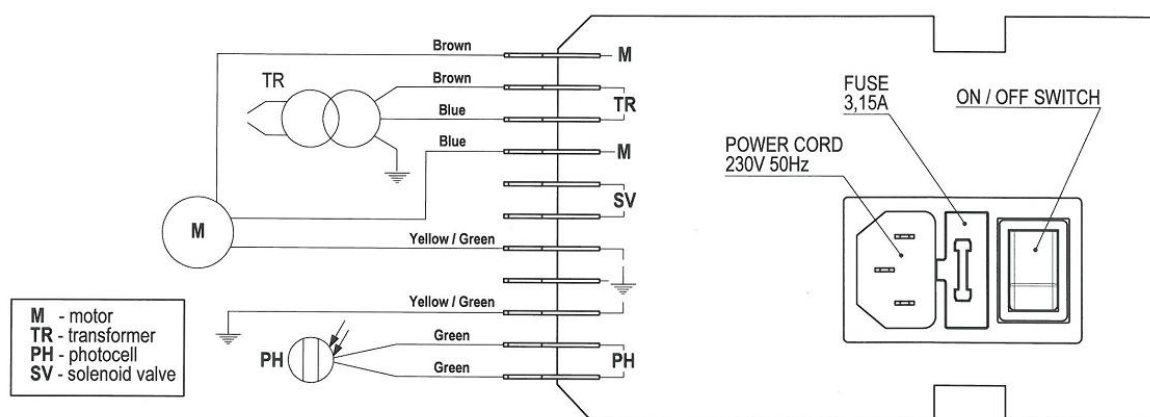 Brown
M
TR
Brown
TR
Blue
Blue
M
SV
M
Yellow / Green
Yellow / Green
Green
PH
PH
Green
M - motor
TR - transformer
PH - photocell
SV - solenoid valve
FUSE
3,15A
ON / OFF SWITCH
POWER CORD
230V 50Hz